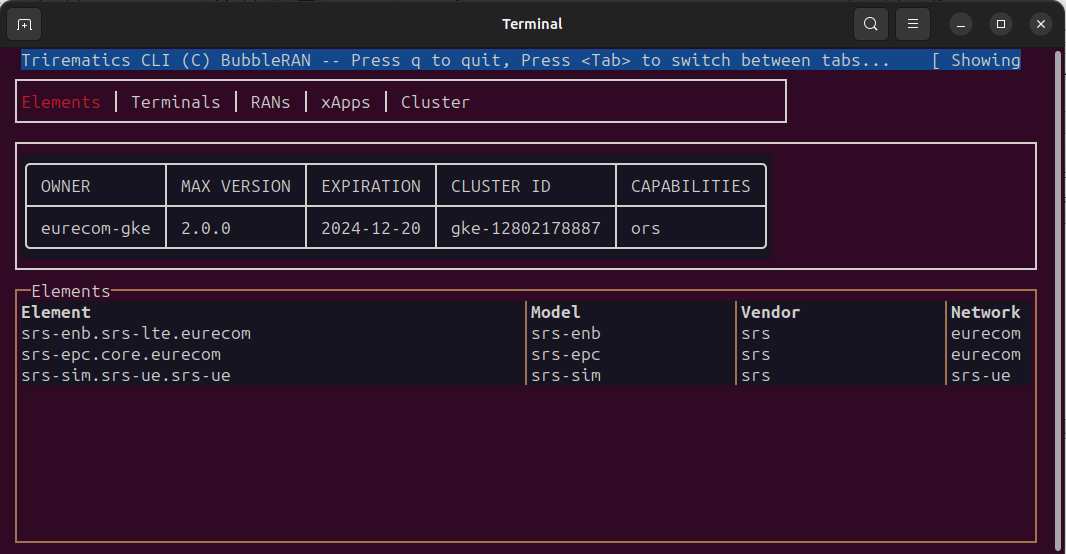 Terminal
Trirematics CLI (C) BubbleRAN -- Press q to quit, Press <Tab> to switch between tabs... [ Showing
Elements | Terminals | RANs | xApps | Cluster
OWNER MAX VERSION EXPIRATION CLUSTER ID CAPABILITIES
eurecom-gke 2.0.0 2024-12-20 gke-12802178887 ors
Elements
Element Model Vendor Network
srs-enb.srs-lte.eurecom srs-enb srs eurecom
srs-epc.core.eurecom srs-epc srs eurecom
srs-sim.srs-ue.srs-ue srs-sim srs srs-ue